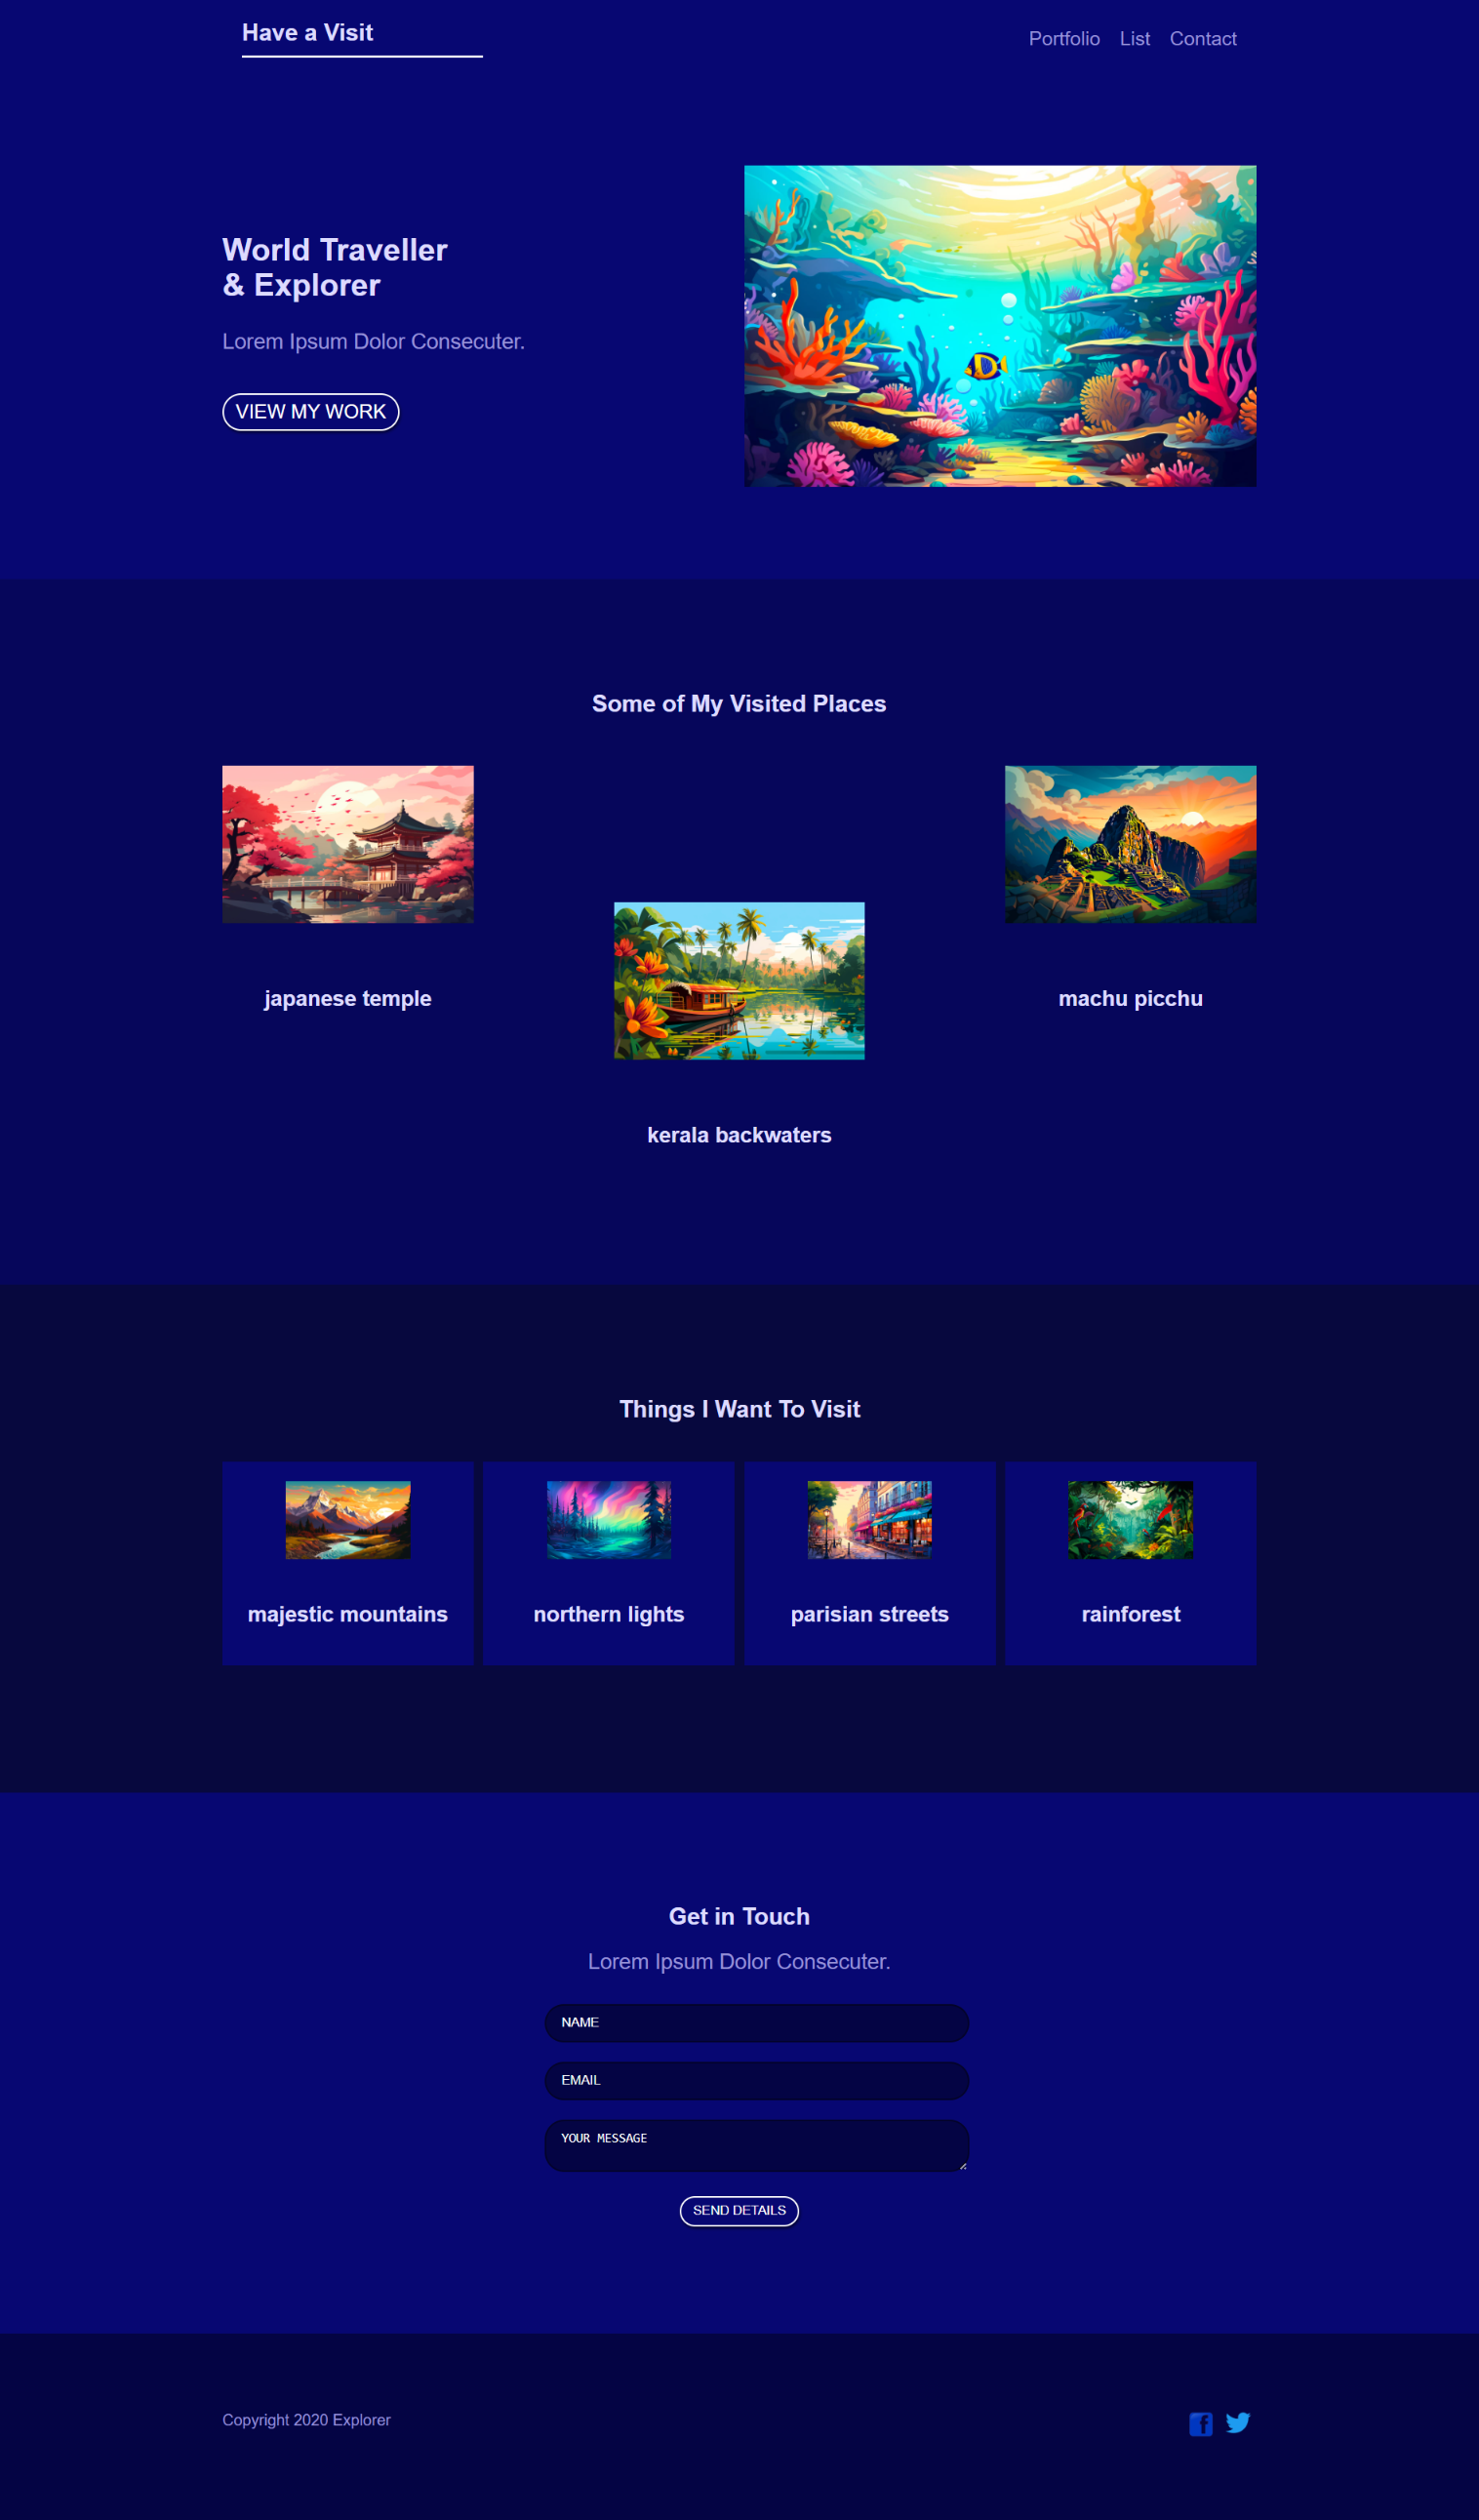 Have a Visit
Portfolio List Contact
World Traveller
& Explorer
Lorem Ipsum Dolor Consecuter.
VIEW MY WORK
Some of My Visited Places
japanese temple
machu picchu
kerala backwaters
Things I Want To Visit
majestic mountains
northern lights
parisian streets
rainforest
Get in Touch
Lorem Ipsum Dolor Consecuter.
NAME
EMAIL
YOUR MESSAGE
SEND DETAILS
Copyright 2020 Explorer